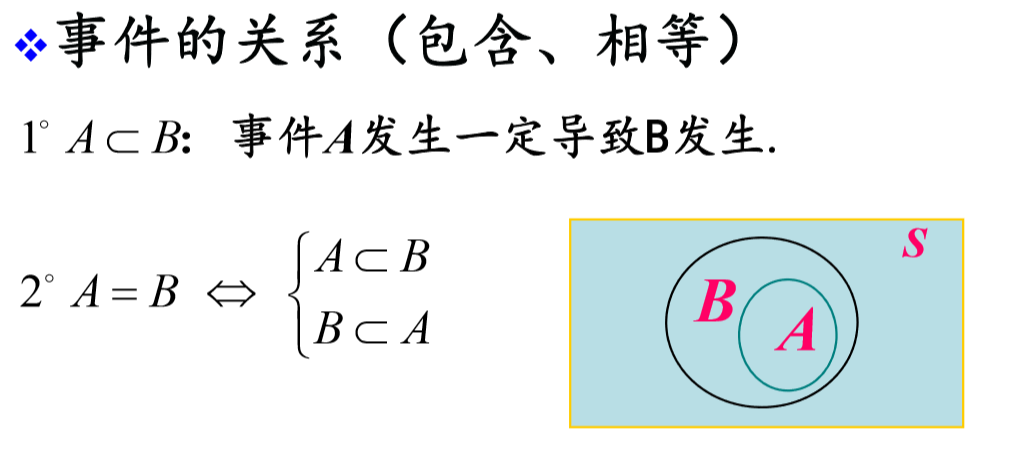 ❖事件的关系（包含、相等）
1° A⊂B: 事件A发生一定导致B发生.
2° A=B ⇔ { A⊂B
B⊂A
S
B
A